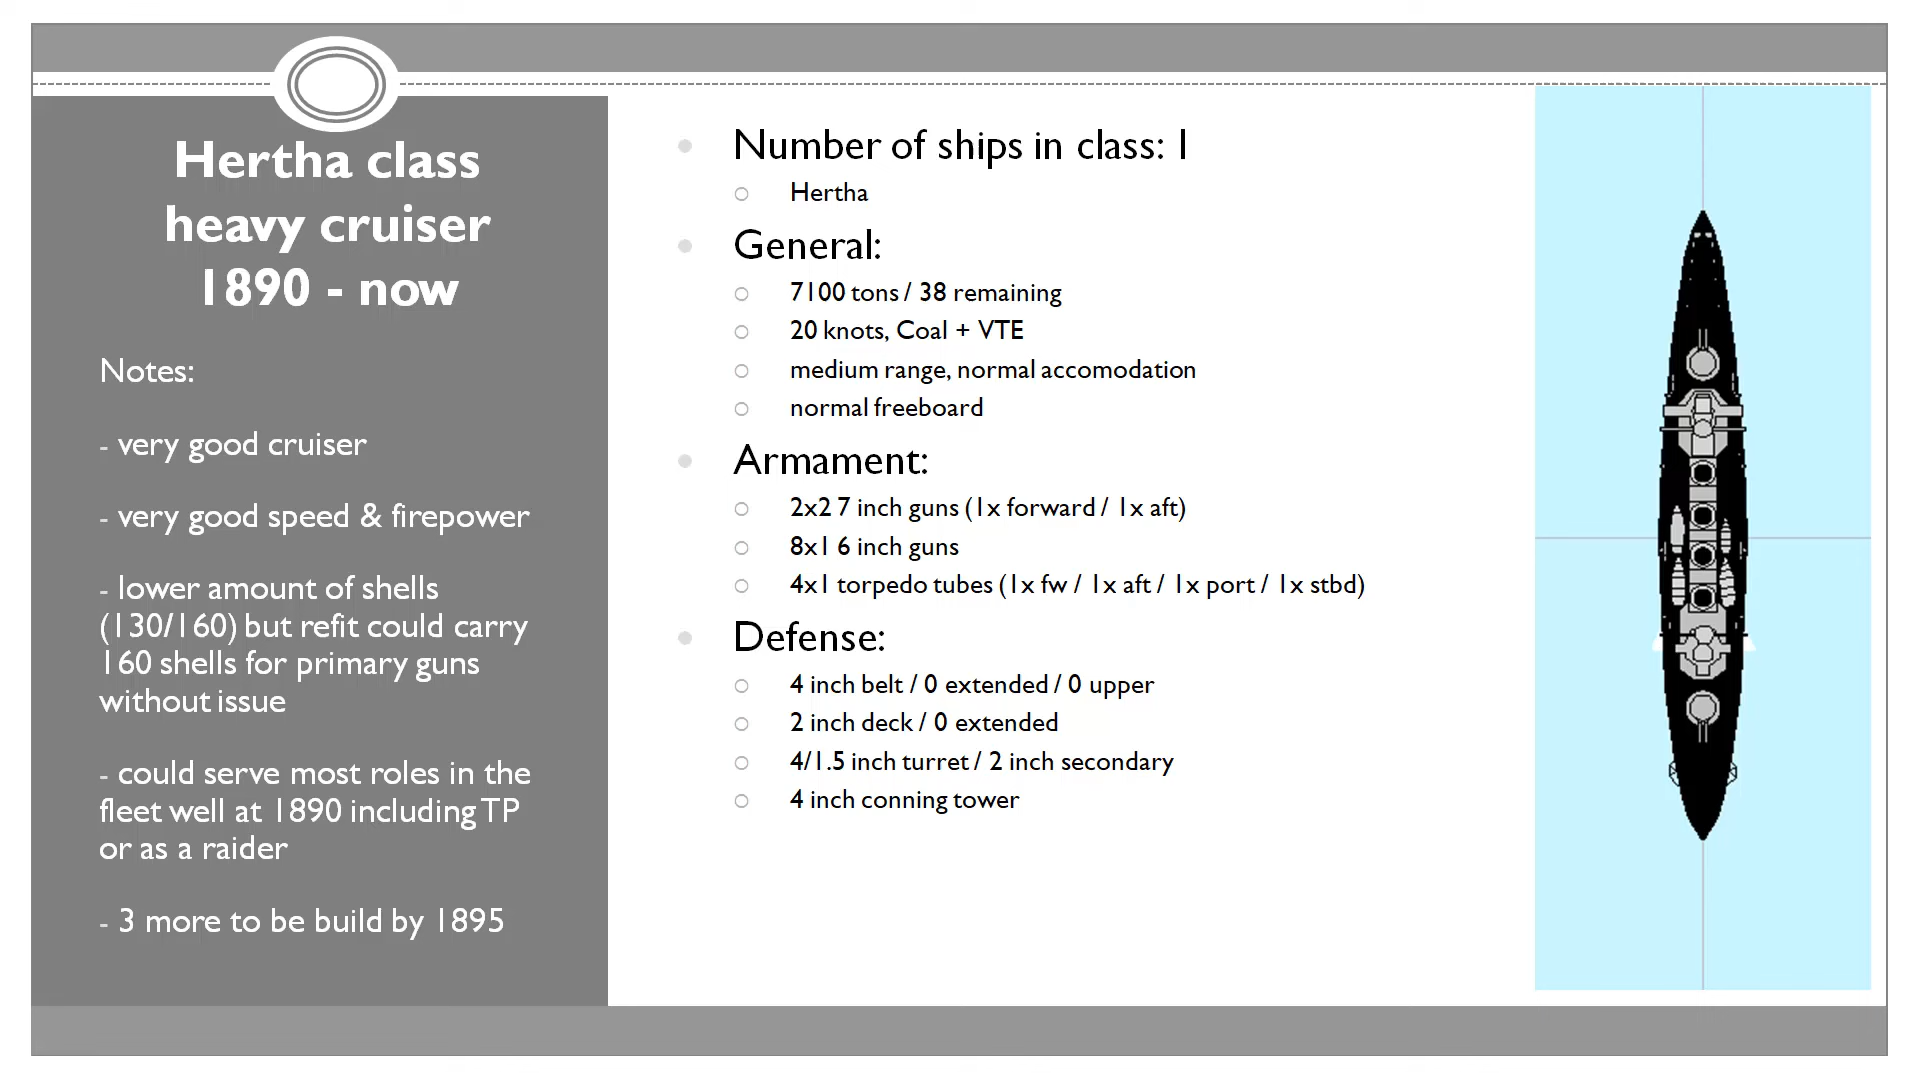 Hertha class
heavy cruiser
1890 - now
Notes:
- very good cruiser
- very good speed & firepower
- lower amount of shells
(130/160) but refit could carry
160 shells for primary guns
without issue
- could serve most roles in the
fleet well at 1890 including TP
or as a raider
- 3 more to be build by 1895
Number of ships in class: 1
Hertha
General:
7100 tons / 38 remaining
20 knots, Coal + VTE
medium range, normal accomodation
normal freeboard
Armament:
2x2 7 inch guns (1x forward / 1x aft)
8x1 6 inch guns
4x1 torpedo tubes (1x fw / 1x aft / 1x port / 1x stbd)
Defense:
4 inch belt / 0 extended / 0 upper
2 inch deck / 0 extended
4/1.5 inch turret / 2 inch secondary
4 inch conning tower